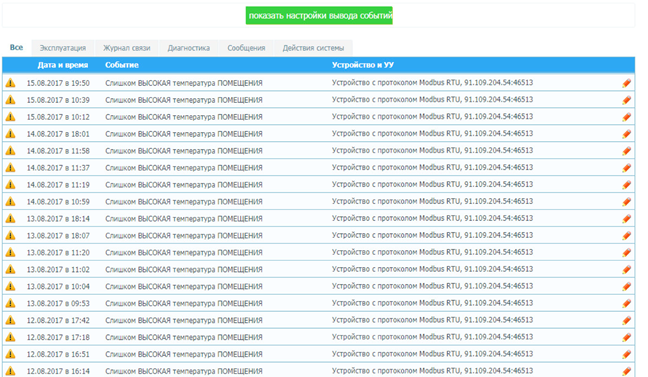 показать настройки вывода событий
Все Эксплуатация Журнал связи Диагностика Сообщения Действия системы
Дата и время Событие Устройство и УУ
15.08.2017 в 19:50 Слишком ВЫСОКАЯ температура ПОМЕЩЕНИЯ Устройство с протоколом Modbus RTU, 91.109.204.54:46513
15.08.2017 в 10:39 Слишком ВЫСОКАЯ температура ПОМЕЩЕНИЯ Устройство с протоколом Modbus RTU, 91.109.204.54:46513
15.08.2017 в 10:12 Слишком ВЫСОКАЯ температура ПОМЕЩЕНИЯ Устройство с протоколом Modbus RTU, 91.109.204.54:46513
14.08.2017 в 18:01 Слишком ВЫСОКАЯ температура ПОМЕЩЕНИЯ Устройство с протоколом Modbus RTU, 91.109.204.54:46513
14.08.2017 в 11:58 Слишком ВЫСОКАЯ температура ПОМЕЩЕНИЯ Устройство с протоколом Modbus RTU, 91.109.204.54:46513
14.08.2017 в 11:37 Слишком ВЫСОКАЯ температура ПОМЕЩЕНИЯ Устройство с протоколом Modbus RTU, 91.109.204.54:46513
14.08.2017 в 11:19 Слишком ВЫСОКАЯ температура ПОМЕЩЕНИЯ Устройство с протоколом Modbus RTU, 91.109.204.54:46513
14.08.2017 в 10:59 Слишком ВЫСОКАЯ температура ПОМЕЩЕНИЯ Устройство с протоколом Modbus RTU, 91.109.204.54:46513
13.08.2017 в 18:14 Слишком ВЫСОКАЯ температура ПОМЕЩЕНИЯ Устройство с протоколом Modbus RTU, 91.109.204.54:46513
13.08.2017 в 18:07 Слишком ВЫСОКАЯ температура ПОМЕЩЕНИЯ Устройство с протоколом Modbus RTU, 91.109.204.54:46513
13.08.2017 в 11:20 Слишком ВЫСОКАЯ температура ПОМЕЩЕНИЯ Устройство с протоколом Modbus RTU, 91.109.204.54:46513
13.08.2017 в 11:02 Слишком ВЫСОКАЯ температура ПОМЕЩЕНИЯ Устройство с протоколом Modbus RTU, 91.109.204.54:46513
13.08.2017 в 10:04 Слишком ВЫСОКАЯ температура ПОМЕЩЕНИЯ Устройство с протоколом Modbus RTU, 91.109.204.54:46513
13.08.2017 в 09:53 Слишком ВЫСОКАЯ температура ПОМЕЩЕНИЯ Устройство с протоколом Modbus RTU, 91.109.204.54:46513
12.08.2017 в 17:42 Слишком ВЫСОКАЯ температура ПОМЕЩЕНИЯ Устройство с протоколом Modbus RTU, 91.109.204.54:46513
12.08.2017 в 17:18 Слишком ВЫСОКАЯ температура ПОМЕЩЕНИЯ Устройство с протоколом Modbus RTU, 91.109.204.54:46513
12.08.2017 в 16:51 Слишком ВЫСОКАЯ температура ПОМЕЩЕНИЯ Устройство с протоколом Modbus RTU, 91.109.204.54:46513
12.08.2017 в 16:14 Слишком ВЫСОКАЯ температура ПОМЕЩЕНИЯ Устройство с протоколом Modbus RTU, 91.109.204.54:46513